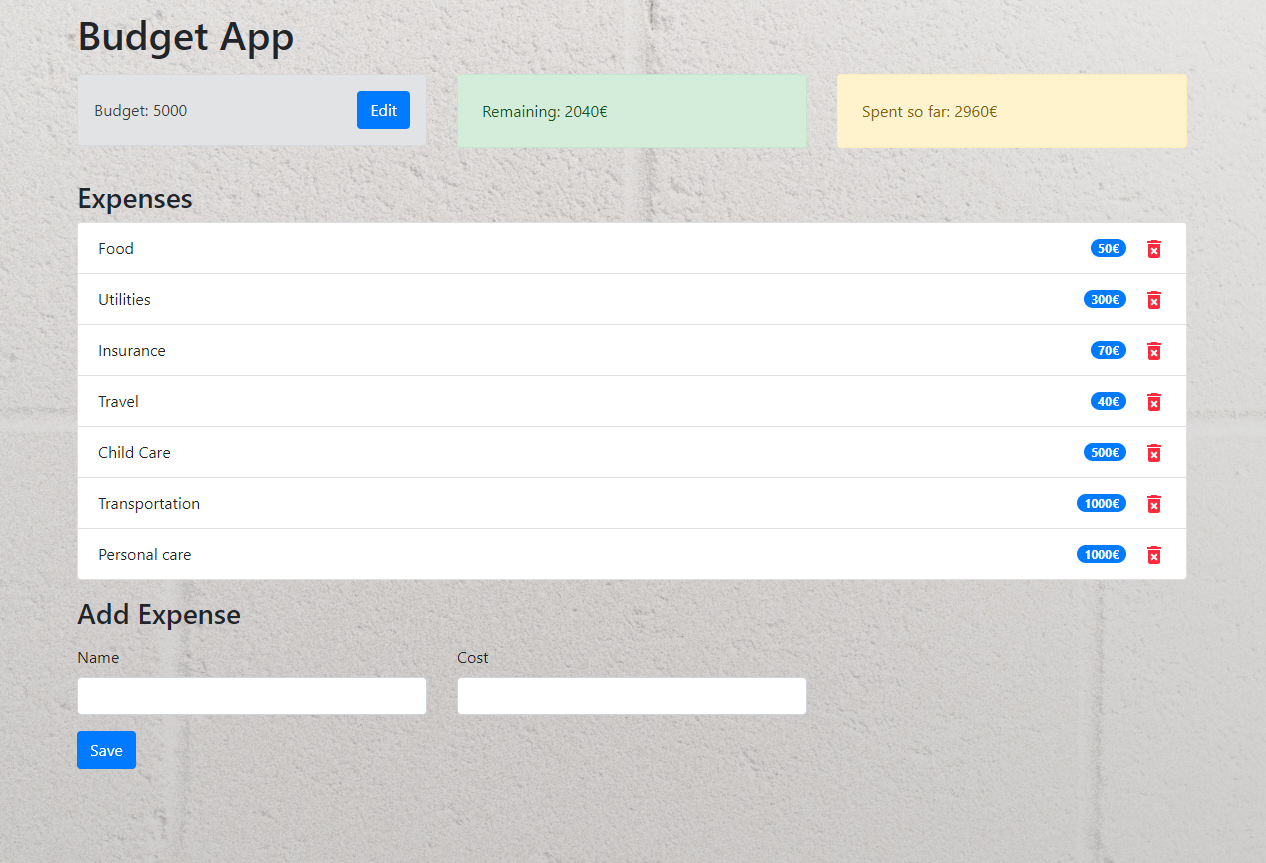 Budget App
Budget: 5000 Edit
Remaining: 2040€
Spent so far: 2960€
Expenses
Food 50€
Utilities 300€
Insurance 70€
Travel 40€
Child Care 500€
Transportation 1000€
Personal care 1000€
Add Expense
Name Cost
Save